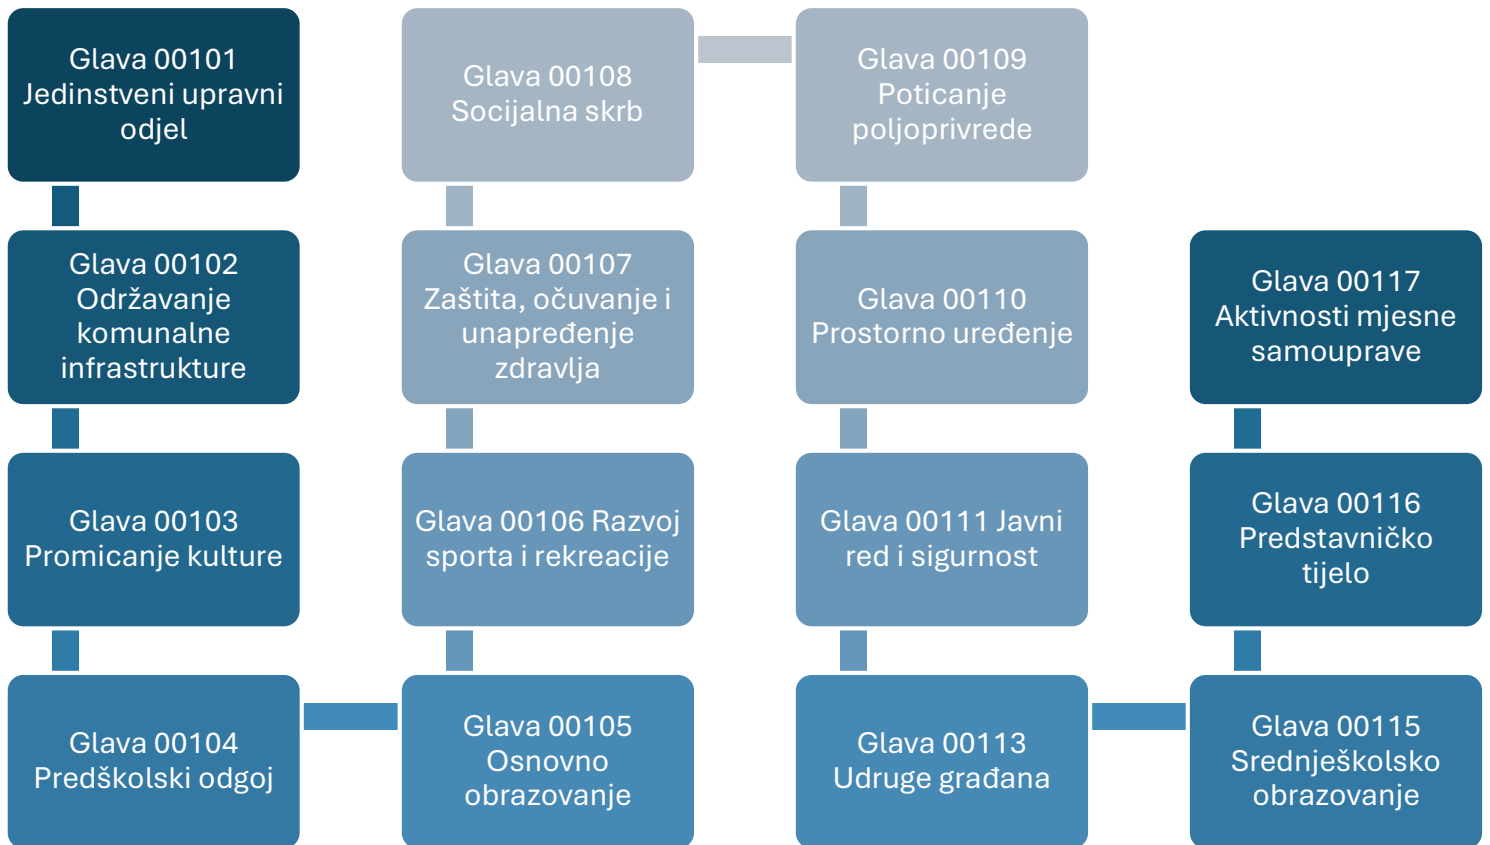 Glava 00101
Jedinstveni upravni
odjel
Glava 00102
Održavanje
komunalne
infrastrukture
Glava 00103
Promicanje kulture
Glava 00104
Predškolski odgoj
Glava 00105
Osnovno
obrazovanje
Glava 00106 Razvoj
sporta i rekreacije
Glava 00107
Zaštita, očuvanje i
unapređenje
zdravlja
Glava 00108
Socijalna skrb
Glava 00109
Poticanje
poljoprivrede
Glava 00110
Prostorno uređenje
Glava 00111 Javni
red i sigurnost
Glava 00113
Udruge građana
Glava 00115
Srednješkolsko
obrazovanje
Glava 00116
Predstavničko
tijelo
Glava 00117
Aktivnosti mjesne
samouprave